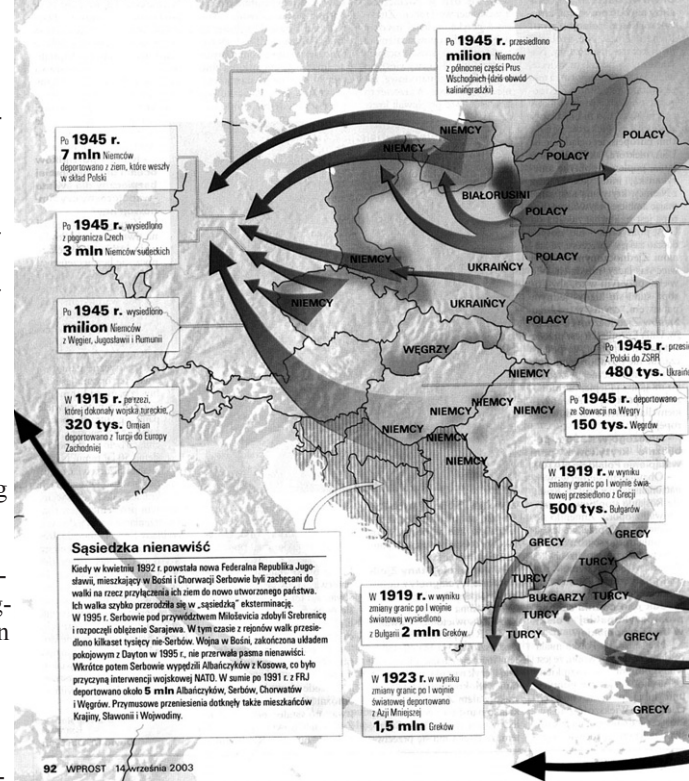 Po 1945 r. przesiedlono
milion Niemców
z północnej części Prus
Wschodnich (dziś obwód
kaliningradzki)
Po 1945 r.
7 mln Niemców
deportowano z ziem, które weszły
w skład Polski
Po 1945 r. wysiedlono
z pogranicza Czech
3 mln Niemców sudeckich
Po 1945 r. wysiedlono
milion Niemców
z Węgier, Jugosławii i Rumunii
W 1915 r. po rzezi,
której dokonały wojska tureckie,
320 tys. Ormian
deportowano z Turcji do Europy
Zachodniej
NIEMCY
NIEMCY
POLACY
POLACY
BIAŁORUSINI
POLACY
NIEMCY
UKRAIŃCY
POLACY
NIEMCY
UKRAIŃCY
POLACY
WĘGRZY
NIEMCY
NIEMCY
NIEMCY
NIEMCY
NIEMCY
NIEMCY
NIEMCY
Po 1945 r.
z Polski do ZSRR
480 tys.
Po 1945 r. deportowano
ze Słowacji na Węgry
150 tys. Węgrów
W 1919 r. w wyniku
zmiany granic po I wojnie świa-
towej przesiedlono z Grecji
500 tys. Bułgarów
GRECY
GRECY
TURCY
TURCY
BUŁGARZY
TURCY
TURCY
GRECY
GRECY
W 1919 r. w wyniku
zmiany granic po I wojnie
światowej wysiedlono
z Bułgarii 2 mln Greków
W 1923 r. w wyniku
zmiany granic po I wojnie
światowej deportowano
z Azji Mniejszej
1,5 mln Greków
Sąsiedzka nienawiść
Kiedy w kwietniu 1992 r. powstała nowa Federalna Republika Jugo-
sławii, mieszkający w Bośni i Chorwacji Serbowie byli zachęcani do
walki na rzecz przyłączenia ich ziem do nowo utworzonego państwa.
Ich walka szybko przerodziła się w „sąsiedzką” eksterminację.
W 1995 r. Serbowie pod przywództwem Miloševicia zdobyli Srebrenicę
i rozpoczęli oblężenie Sarajewa. W tym czasie z rejonów walk przesie-
dlono kilkaset tysięcy nie-Serbów. Wojna w Bośni, zakończona układem
pokojowym z Dayton w 1995 r., nie przerwała pasma nienawiści.
Wkrótce potem Serbowie wypędzili Albańczyków z Kosowa, co było
przyczyną interwencji wojskowej NATO. W sumie po 1991 r. z FRJ
deportowano około 5 mln Albańczyków, Serbów, Chorwatów
i Węgrów. Przymusowe przeniesienia dotknęły także mieszkańców
Krajiny, Sławonii i Wojwodiny.
92 WPROST 14 września 2003